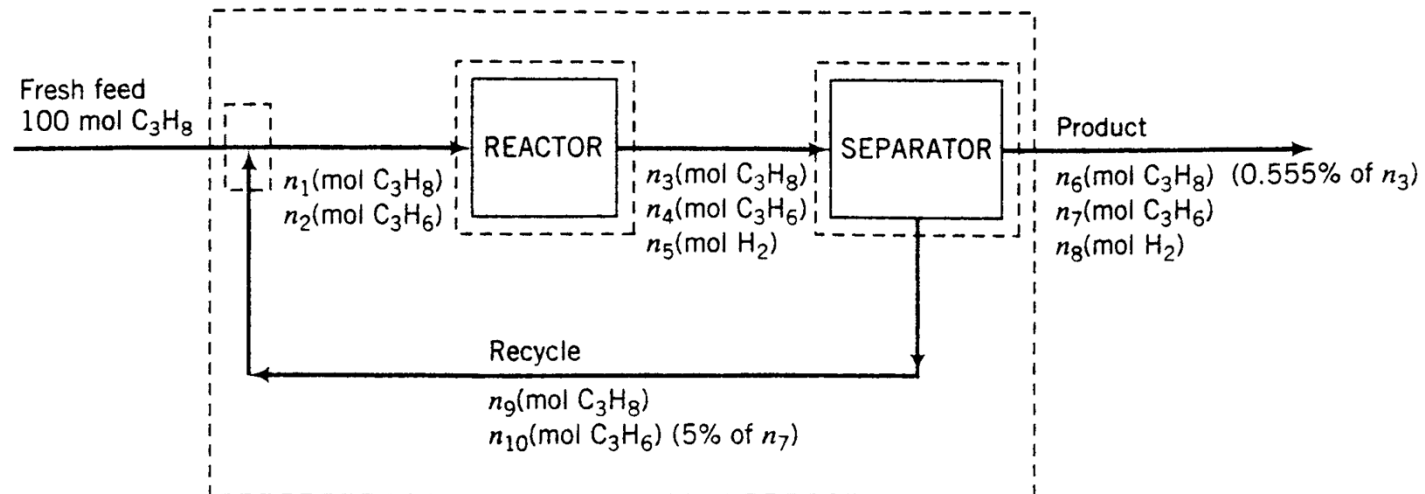 Fresh feed
100 mol C₃H₈
REACTOR
SEPARATOR
Product
n₁(mol C₃H₈)
n₂(mol C₃H₆)
n₃(mol C₃H₈)
n₄(mol C₃H₆)
n₅(mol H₂)
n₆(mol C₃H₈) (0.555% of n₃)
n₇(mol C₃H₆)
n₈(mol H₂)
Recycle
n₉(mol C₃H₈)
n₁₀(mol C₃H₆) (5% of n₇)